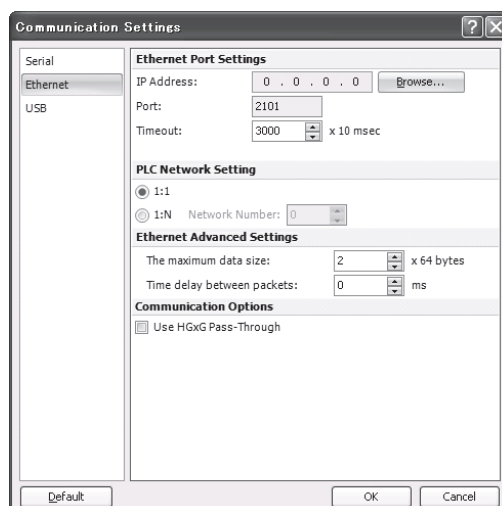 Communication Settings
Serial
Ethernet
USB
Ethernet Port Settings
IP Address: 0 . 0 . 0 . 0 Browse...
Port: 2101
Timeout: 3000 x 10 msec
PLC Network Setting
1:1
1:N Network Number: 0
Ethernet Advanced Settings
The maximum data size: 2 x 64 bytes
Time delay between packets: 0 ms
Communication Options
Use HGxG Pass-Through
Default OK Cancel